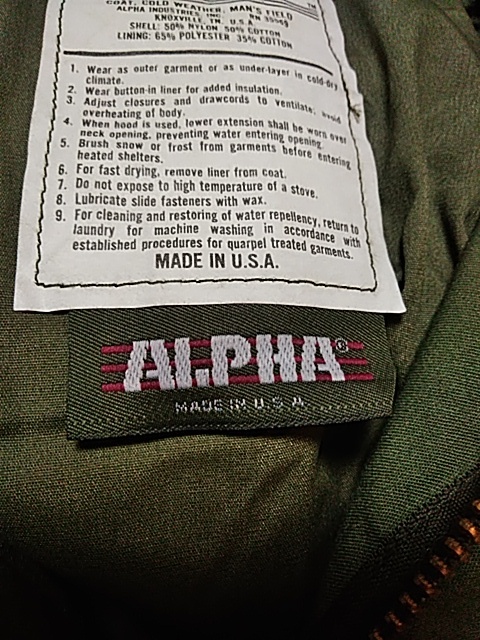 COAT, COLD WEATHER, MAN'S FIELD
ALPHA INDUSTRIES, INC. RN 35569
KNOXVILLE, TN. U.S.A.
SHELL: 50% NYLON 50% COTTON
LINING: 65% POLYESTER 35% COTTON
1. Wear as outer garment or as under-layer in cold-dry
climate.
2. Wear button-in liner for added insulation.
3. Adjust closures and drawcords to ventilate; avoid
overheating of body.
4. When hood is used, lower extension shall be worn over
neck opening, preventing water entering opening.
5. Brush snow or frost from garments before entering
heated shelters.
6. For fast drying, remove liner from coat.
7. Do not expose to high temperature of a stove.
8. Lubricate slide fasteners with wax.
9. For cleaning and restoring of water repellency, return to
laundry for machine washing in accordance with
established procedures for quarpel treated garments.
MADE IN U.S.A.
ALPHA®
MADE IN U.S.A.